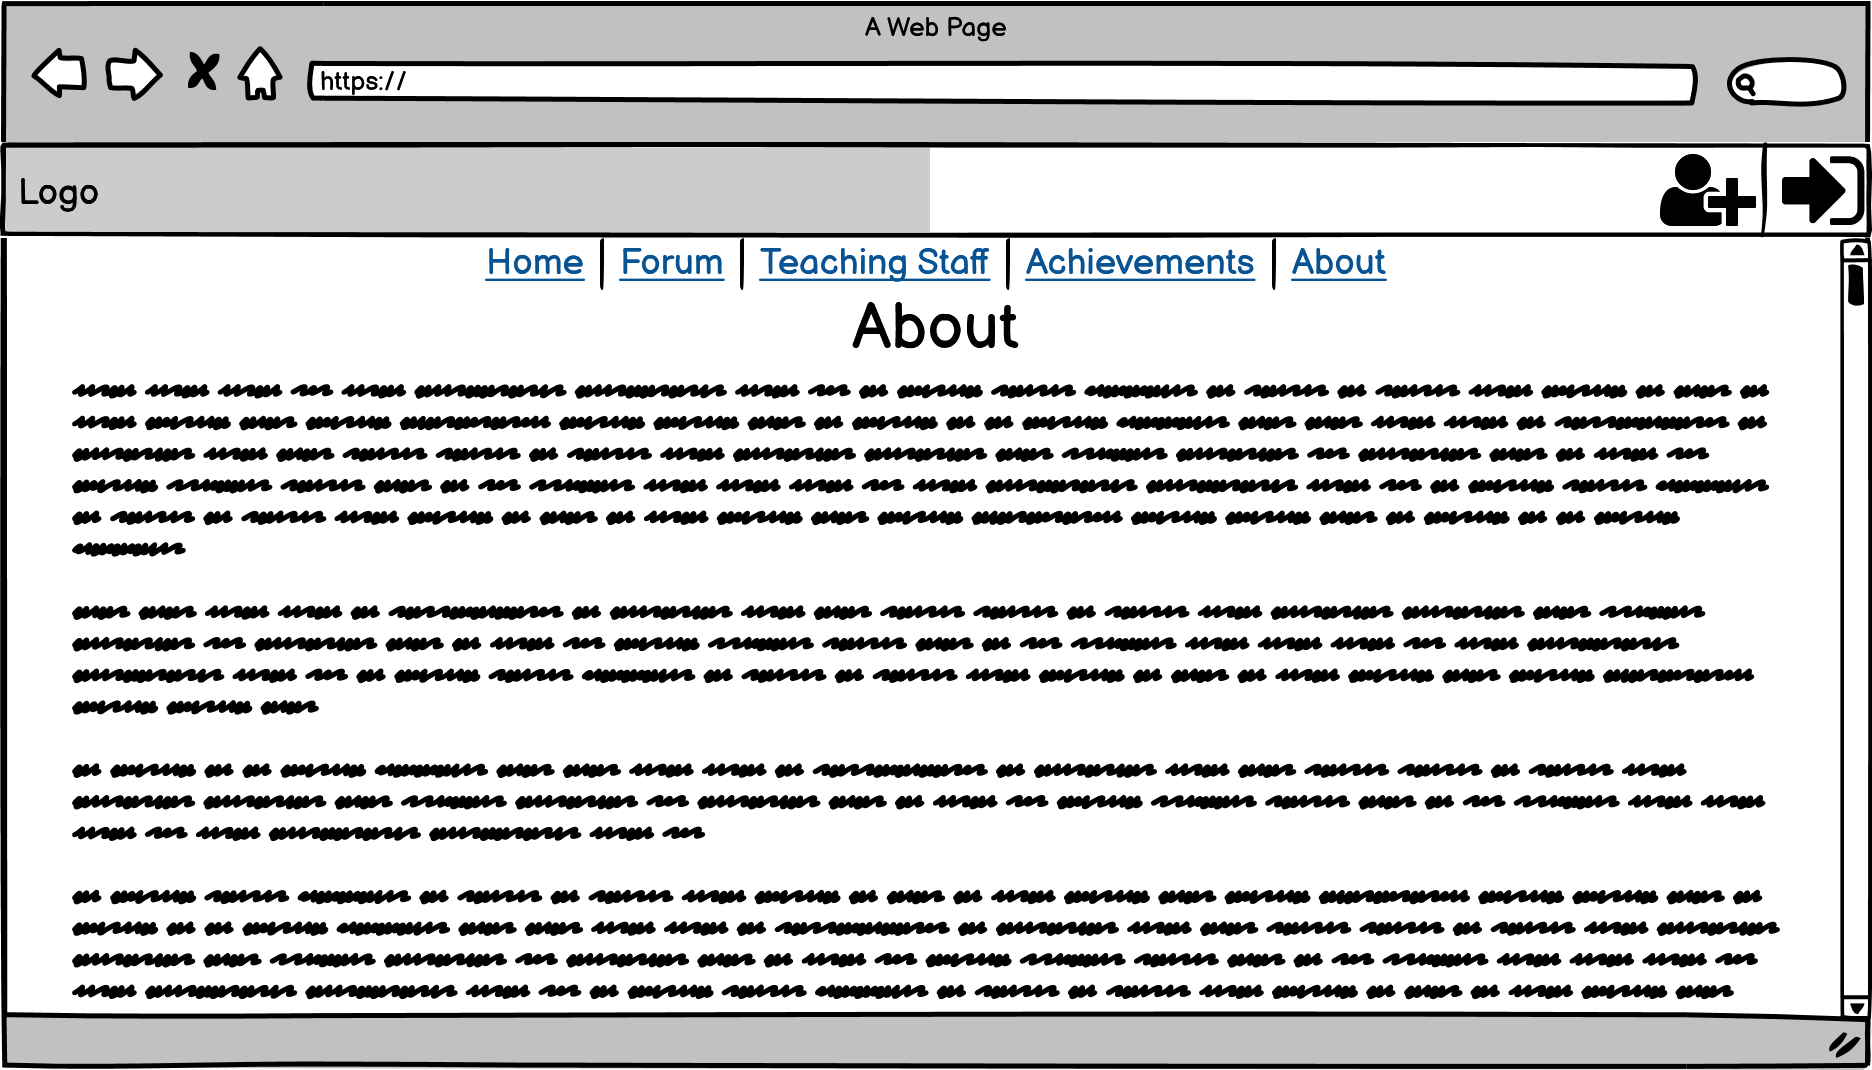 A Web Page
https://
Logo
Home | Forum | Teaching Staff | Achievements | About
About